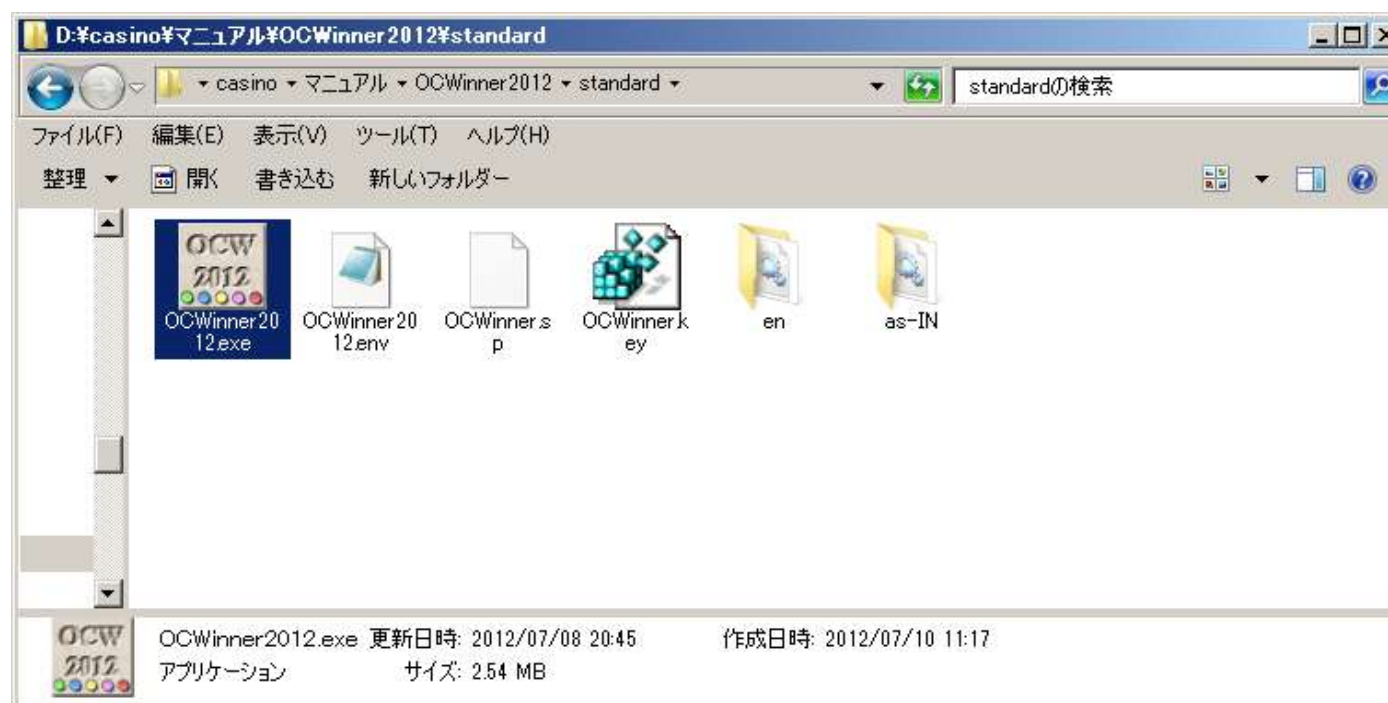 D:¥casino¥マニュアル¥OCWinner2012¥standard
casino マニュアル OCWinner2012 standard
standardの検索
ファイル(F) 編集(E) 表示(V) ツール(T) ヘルプ(H)
整理 開く 書き込む 新しいフォルダー
OCW
2012
OCWinner20
12.exe
OCWinner20
12.env
OCWinner.s
p
OCWinner.k
ey
en
as-IN
OCW
2012
OCWinner2012.exe 更新日時: 2012/07/08 20:45 作成日時: 2012/07/10 11:17
アプリケーション サイズ: 2.54 MB